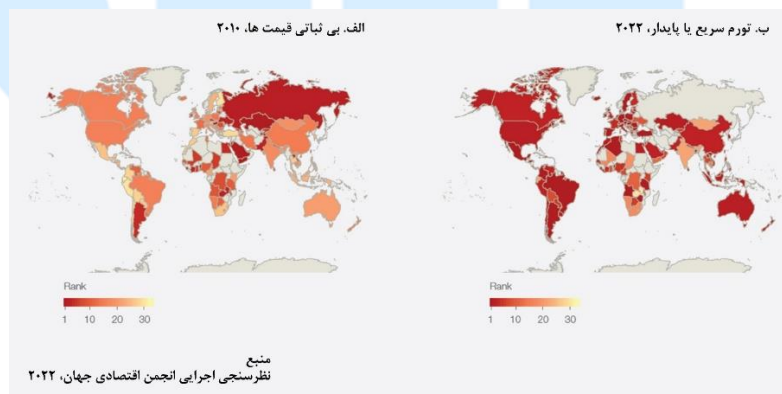 الف. بی ثباتی قیمت ها، ۲۰۱۰
ب. تورم سریع یا پایدار، ۲۰۲۲
Rank
1 10 20 30
Rank
1 10 20 30
منبع
نظرسنجی اجرایی انجمن اقتصادی جهان، ۲۰۲۲